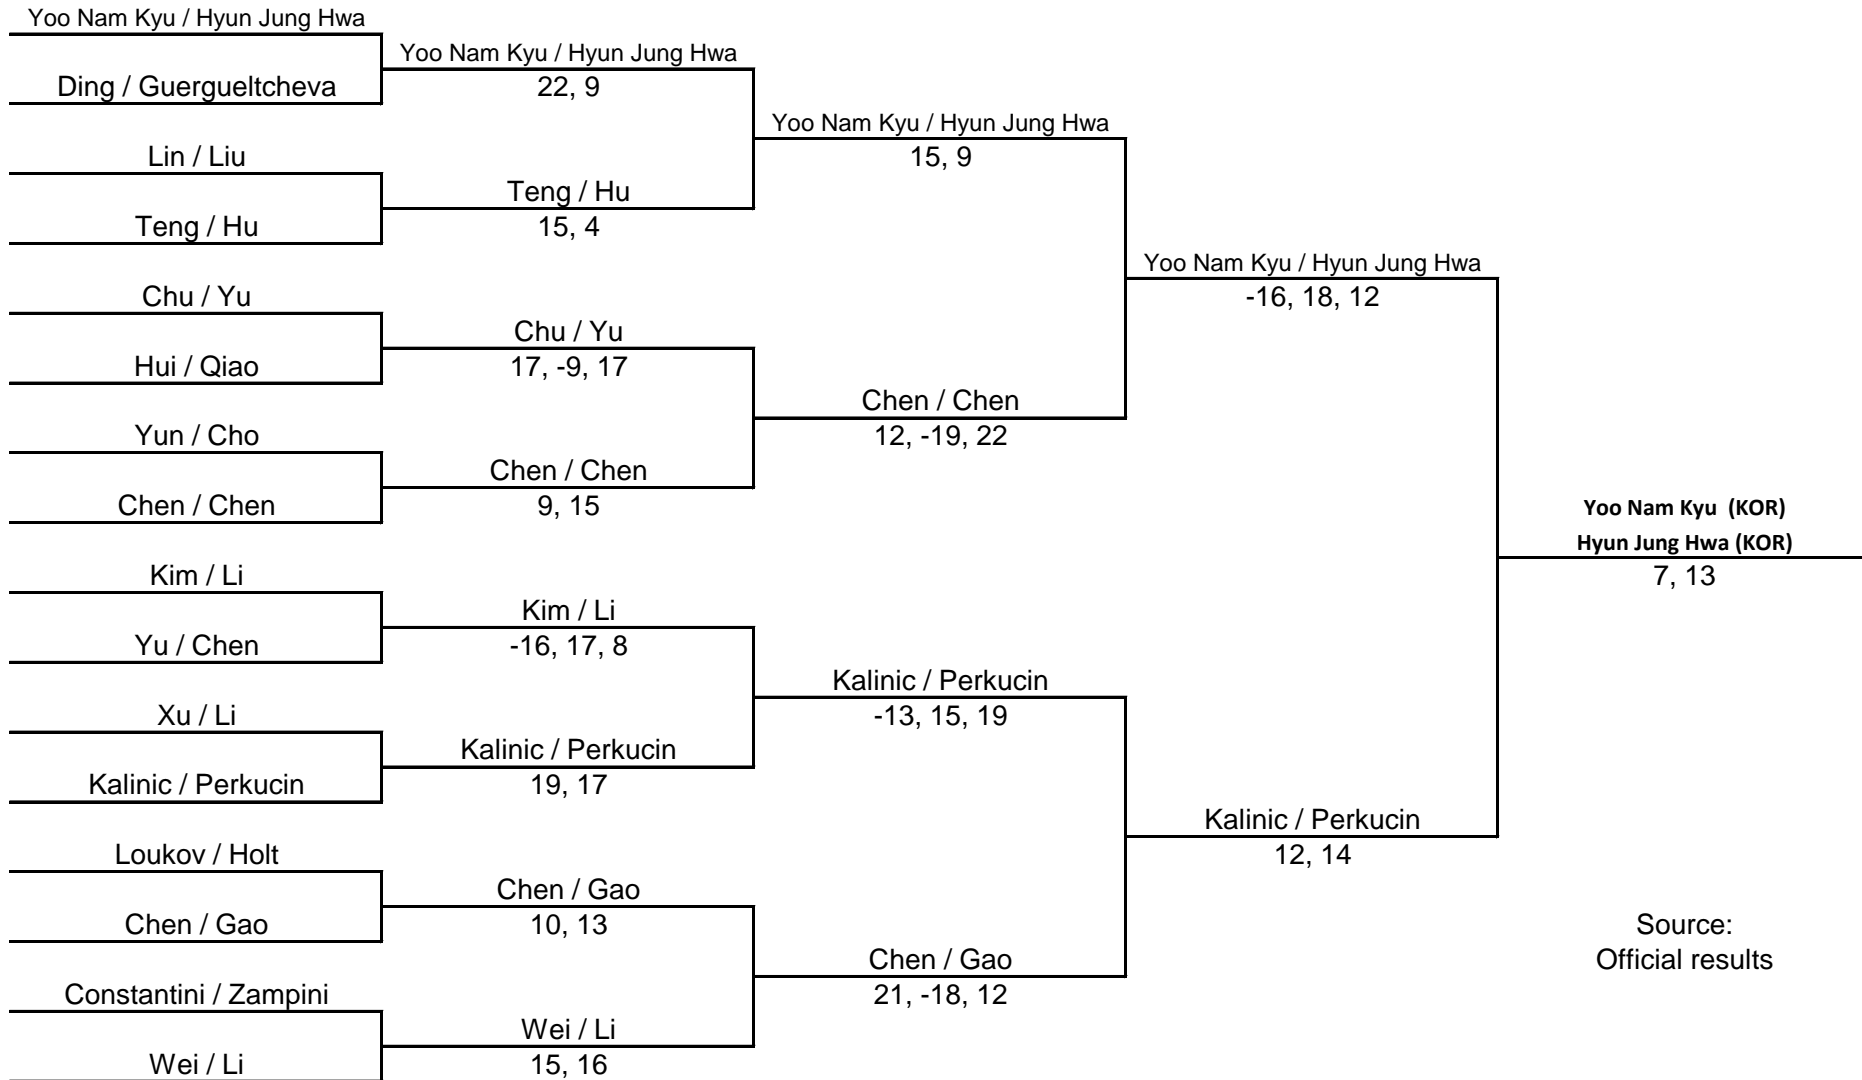 Yoo Nam Kyu / Hyun Jung Hwa
Ding / Guergueltcheva
Lin / Liu
Teng / Hu
Chu / Yu
Hui / Qiao
Yun / Cho
Chen / Chen
Kim / Li
Yu / Chen
Xu / Li
Kalinic / Perkucin
Loukov / Holt
Chen / Gao
Constantini / Zampini
Wei / Li
Yoo Nam Kyu / Hyun Jung Hwa
22, 9
Teng / Hu
15, 4
Chu / Yu
17, -9, 17
Chen / Chen
9, 15
Kim / Li
-16, 17, 8
Kalinic / Perkucin
19, 17
Chen / Gao
10, 13
Wei / Li
15, 16
Yoo Nam Kyu / Hyun Jung Hwa
15, 9
Chen / Chen
12, -19, 22
Kalinic / Perkucin
-13, 15, 19
Chen / Gao
21, -18, 12
Yoo Nam Kyu / Hyun Jung Hwa
-16, 18, 12
Kalinic / Perkucin
12, 14
Yoo Nam Kyu  (KOR)
Hyun Jung Hwa (KOR)
7, 13
Source:
Official results